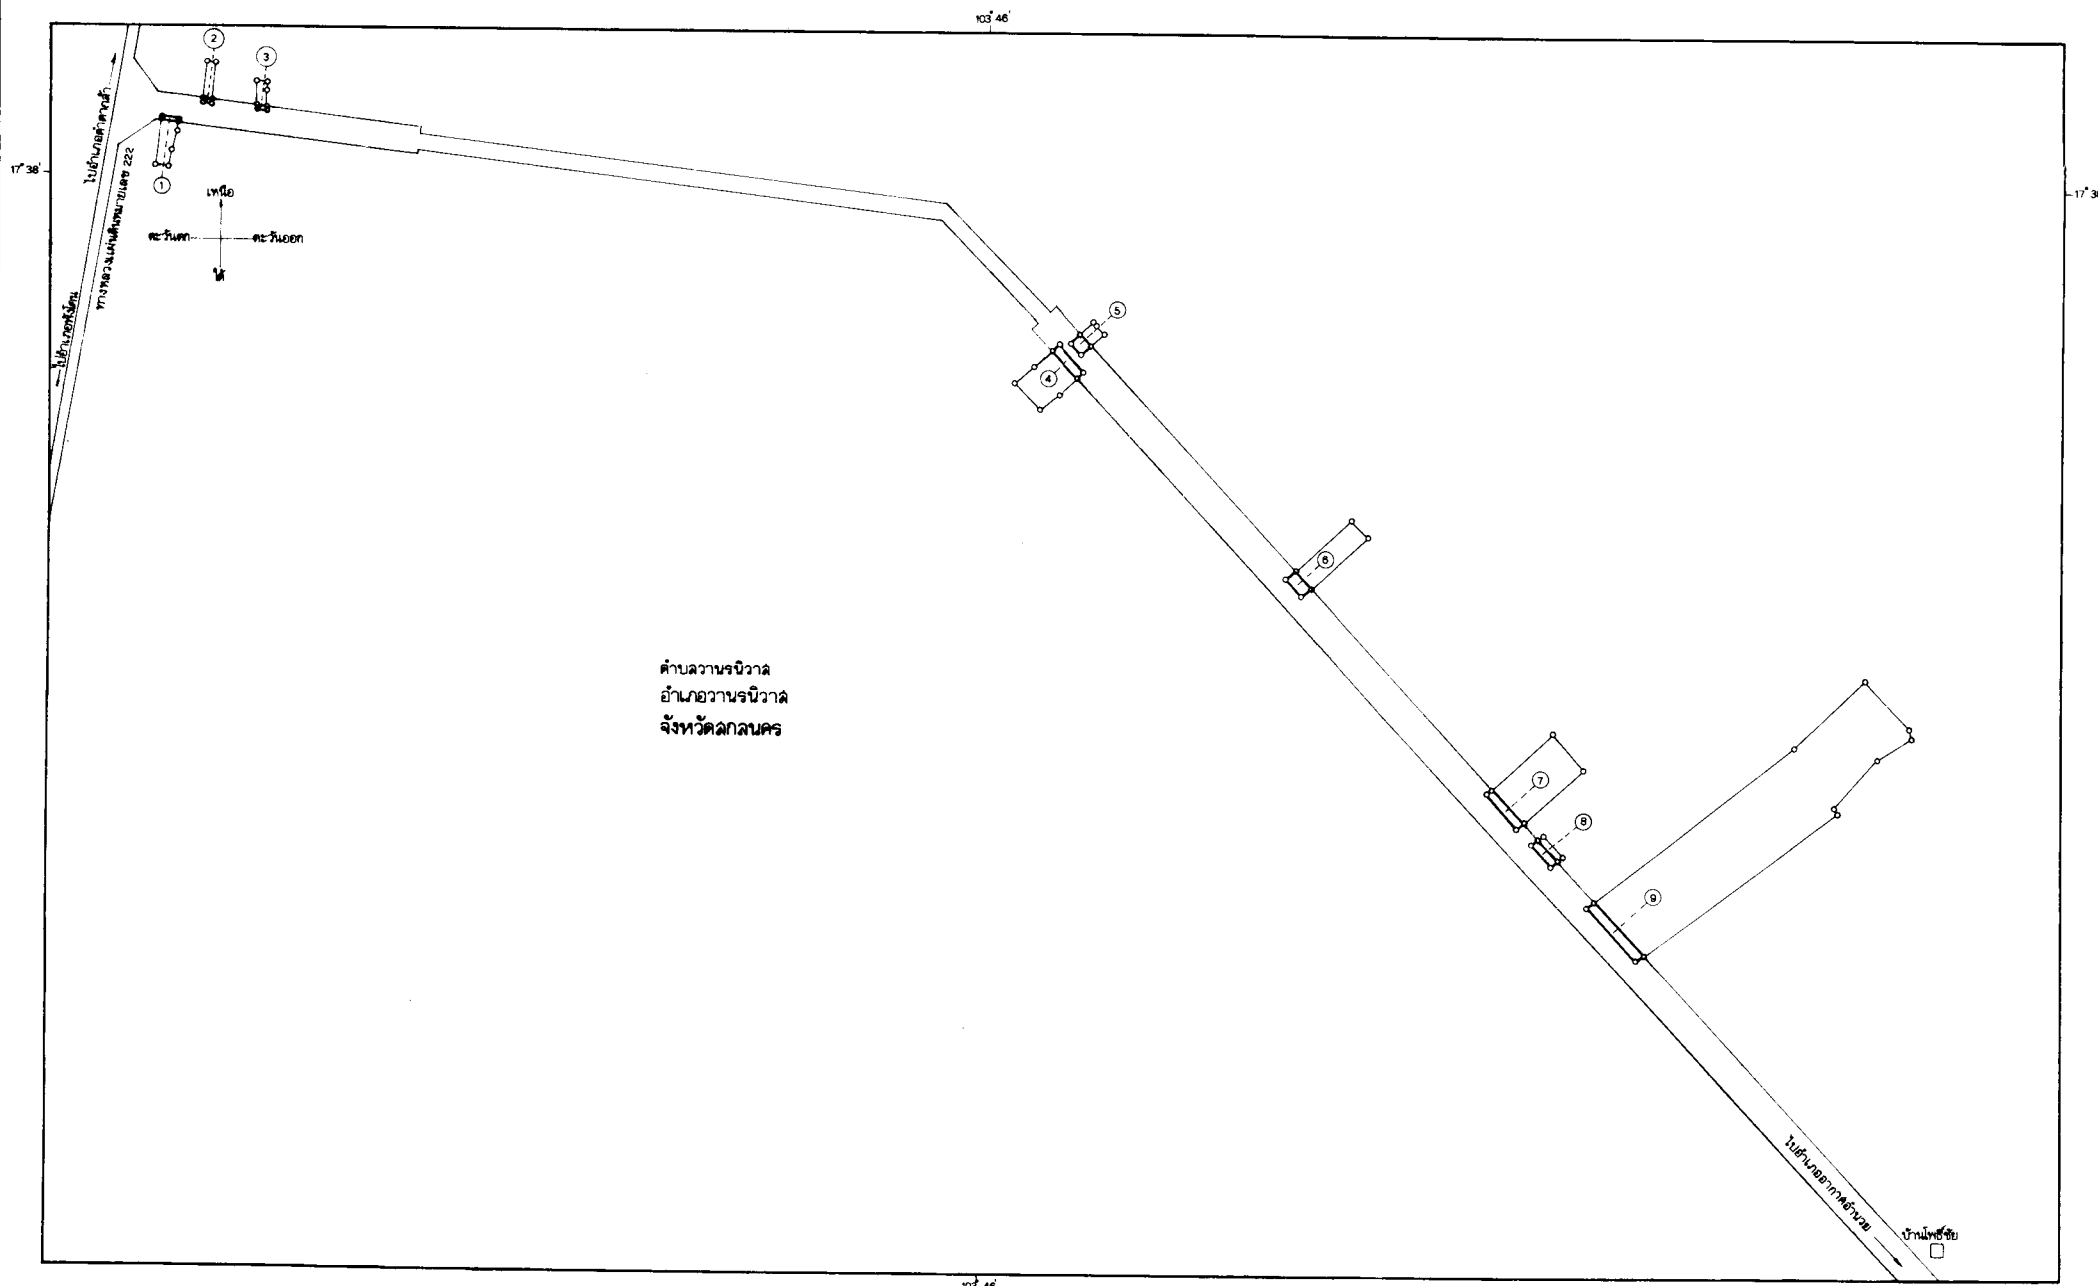 103° 46'
2
3
ไปอำเภอคำตากล้า
17° 38'
17° 38
ทางหลวงแผ่นดินหมายเลข 222
1
เหนือ
ตะวันตก
ตะวันออก
ใต้
ไปอำเภอพังโคน
5
4
6
ตำบลวานรนิวาส
อำเภอวานรนิวาส
จังหวัดสกลนคร
7
8
9
ไปอำเภออากาศอำนวย
บ้านโพธิ์ชัย
103° 46'